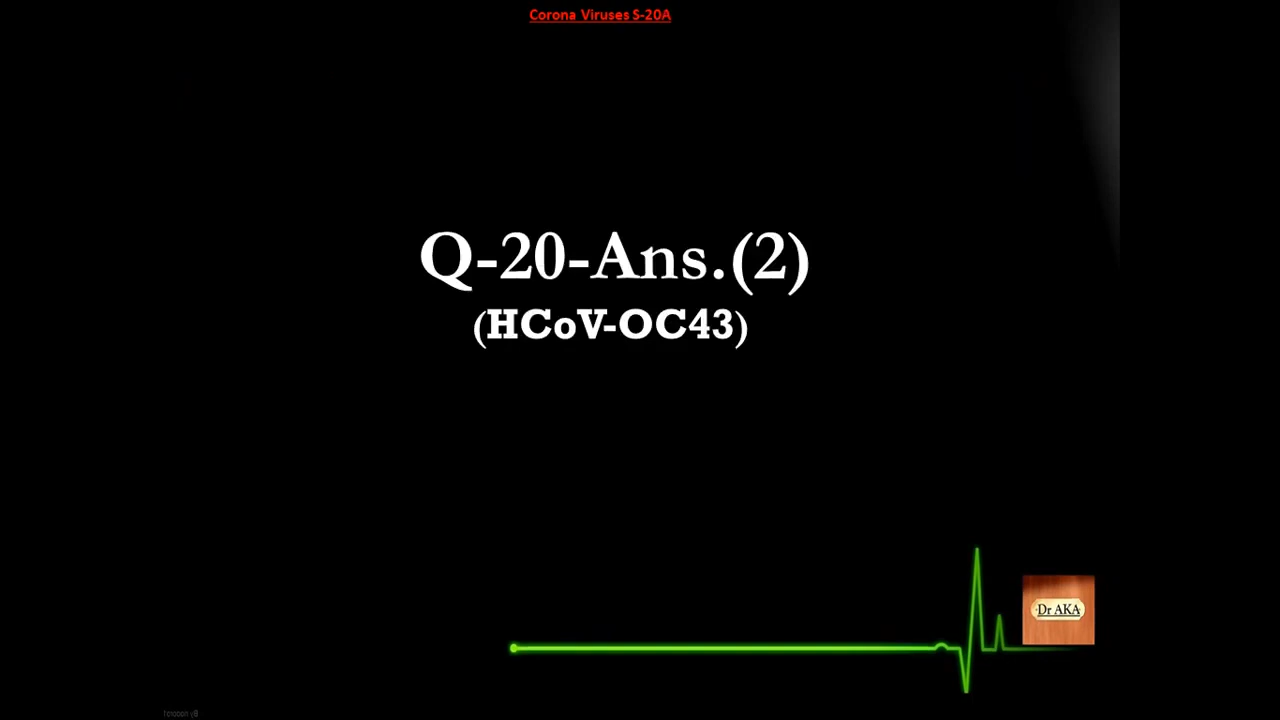 Corona Viruses S-20A
Q-20-Ans.(2)
(HCoV-OC43)
Dr AKA